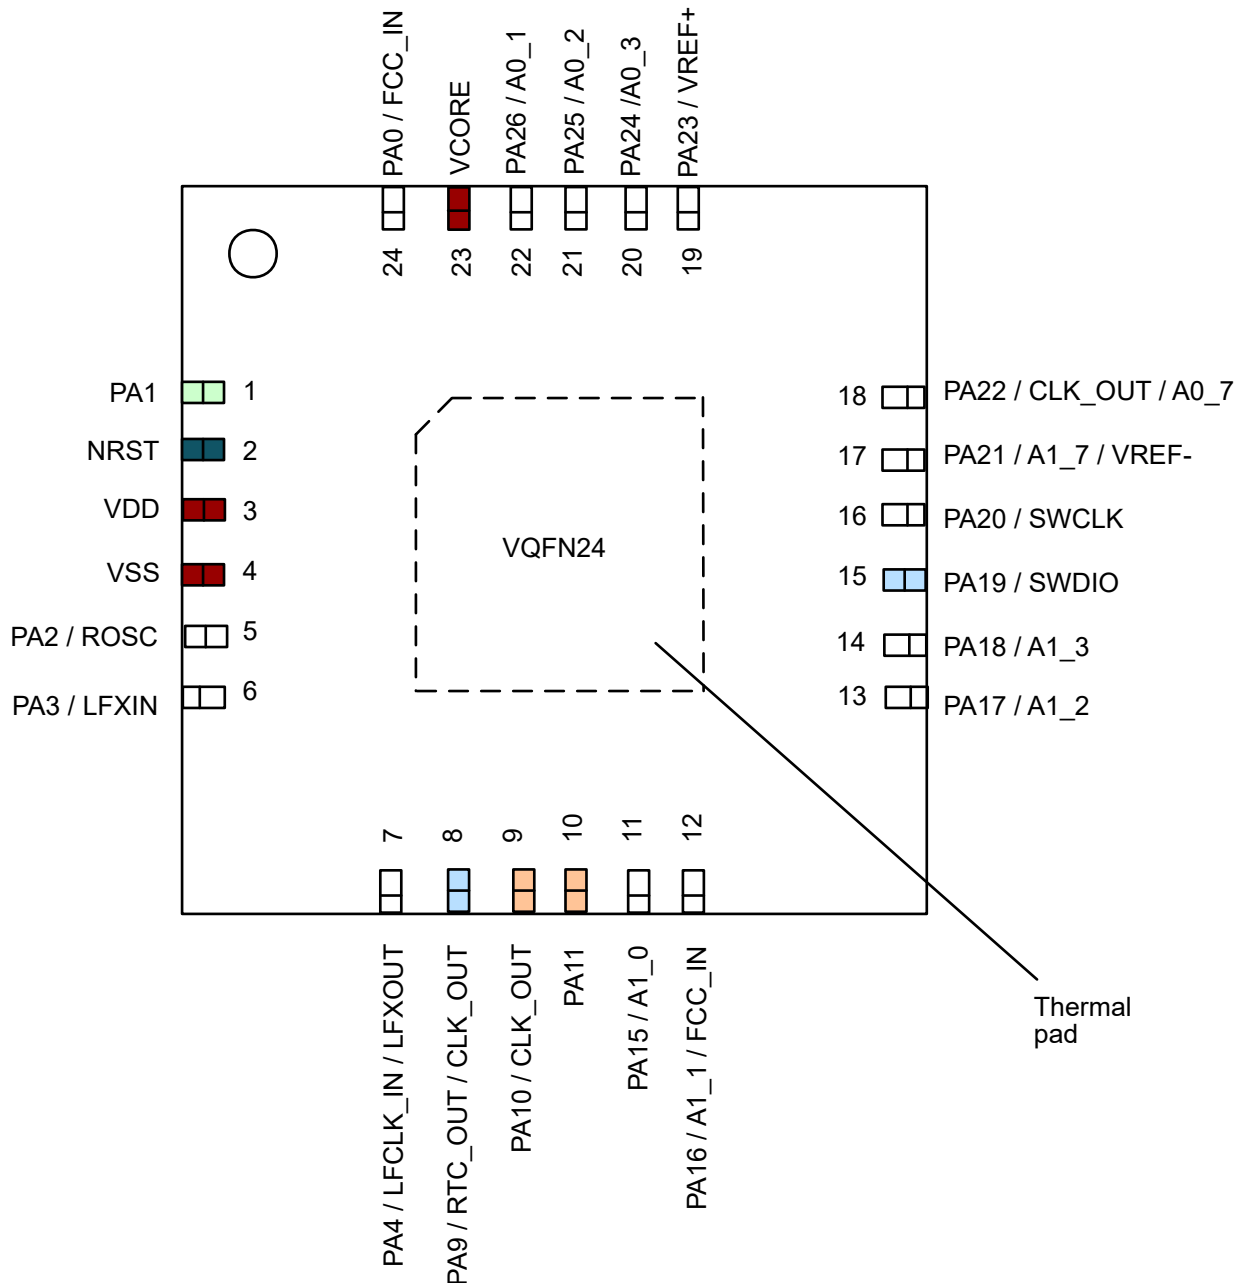 PA0 / FCC_IN
VCORE
PA26 / A0_1
PA25 / A0_2
PA24 /A0_3
PA23 / VREF+
24
23
22
21
20
19
PA1
1
NRST
2
VDD
3
VSS
4
PA2 / ROSC
5
PA3 / LFXIN
6
VQFN24
18
PA22 / CLK_OUT / A0_7
17
PA21 / A1_7 / VREF-
16
PA20 / SWCLK
15
PA19 / SWDIO
14
PA18 / A1_3
13
PA17 / A1_2
7
8
9
10
11
12
PA4 / LFCLK_IN / LFXOUT
PA9 / RTC_OUT / CLK_OUT
PA10 / CLK_OUT
PA11
PA15 / A1_0
PA16 / A1_1 / FCC_IN
Thermal
pad